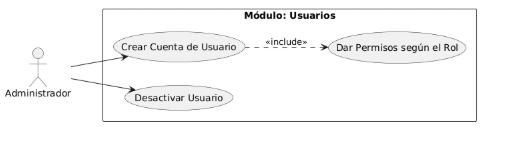 Módulo: Usuarios
Crear Cuenta de Usuario
«include»
Dar Permisos según el Rol
Administrador
Desactivar Usuario